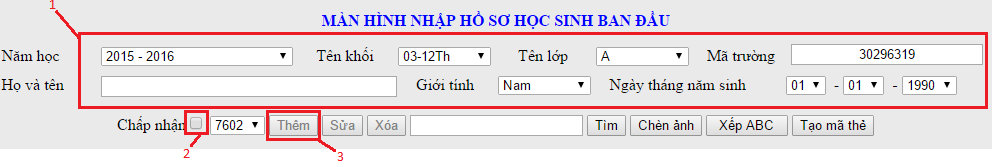 1
MÀN HÌNH NHẬP HỒ SƠ HỌC SINH BAN ĐẦU
Năm học 2015 - 2016 Tên khối 03-12Th Tên lớp A Mã trường 30296319
Họ và tên Giới tính Nam Ngày tháng năm sinh 01 - 01 - 1990
Chấp nhận 7602 Thêm Sửa Xóa Tìm Chèn ảnh Xếp ABC Tạo mã thẻ
2 3